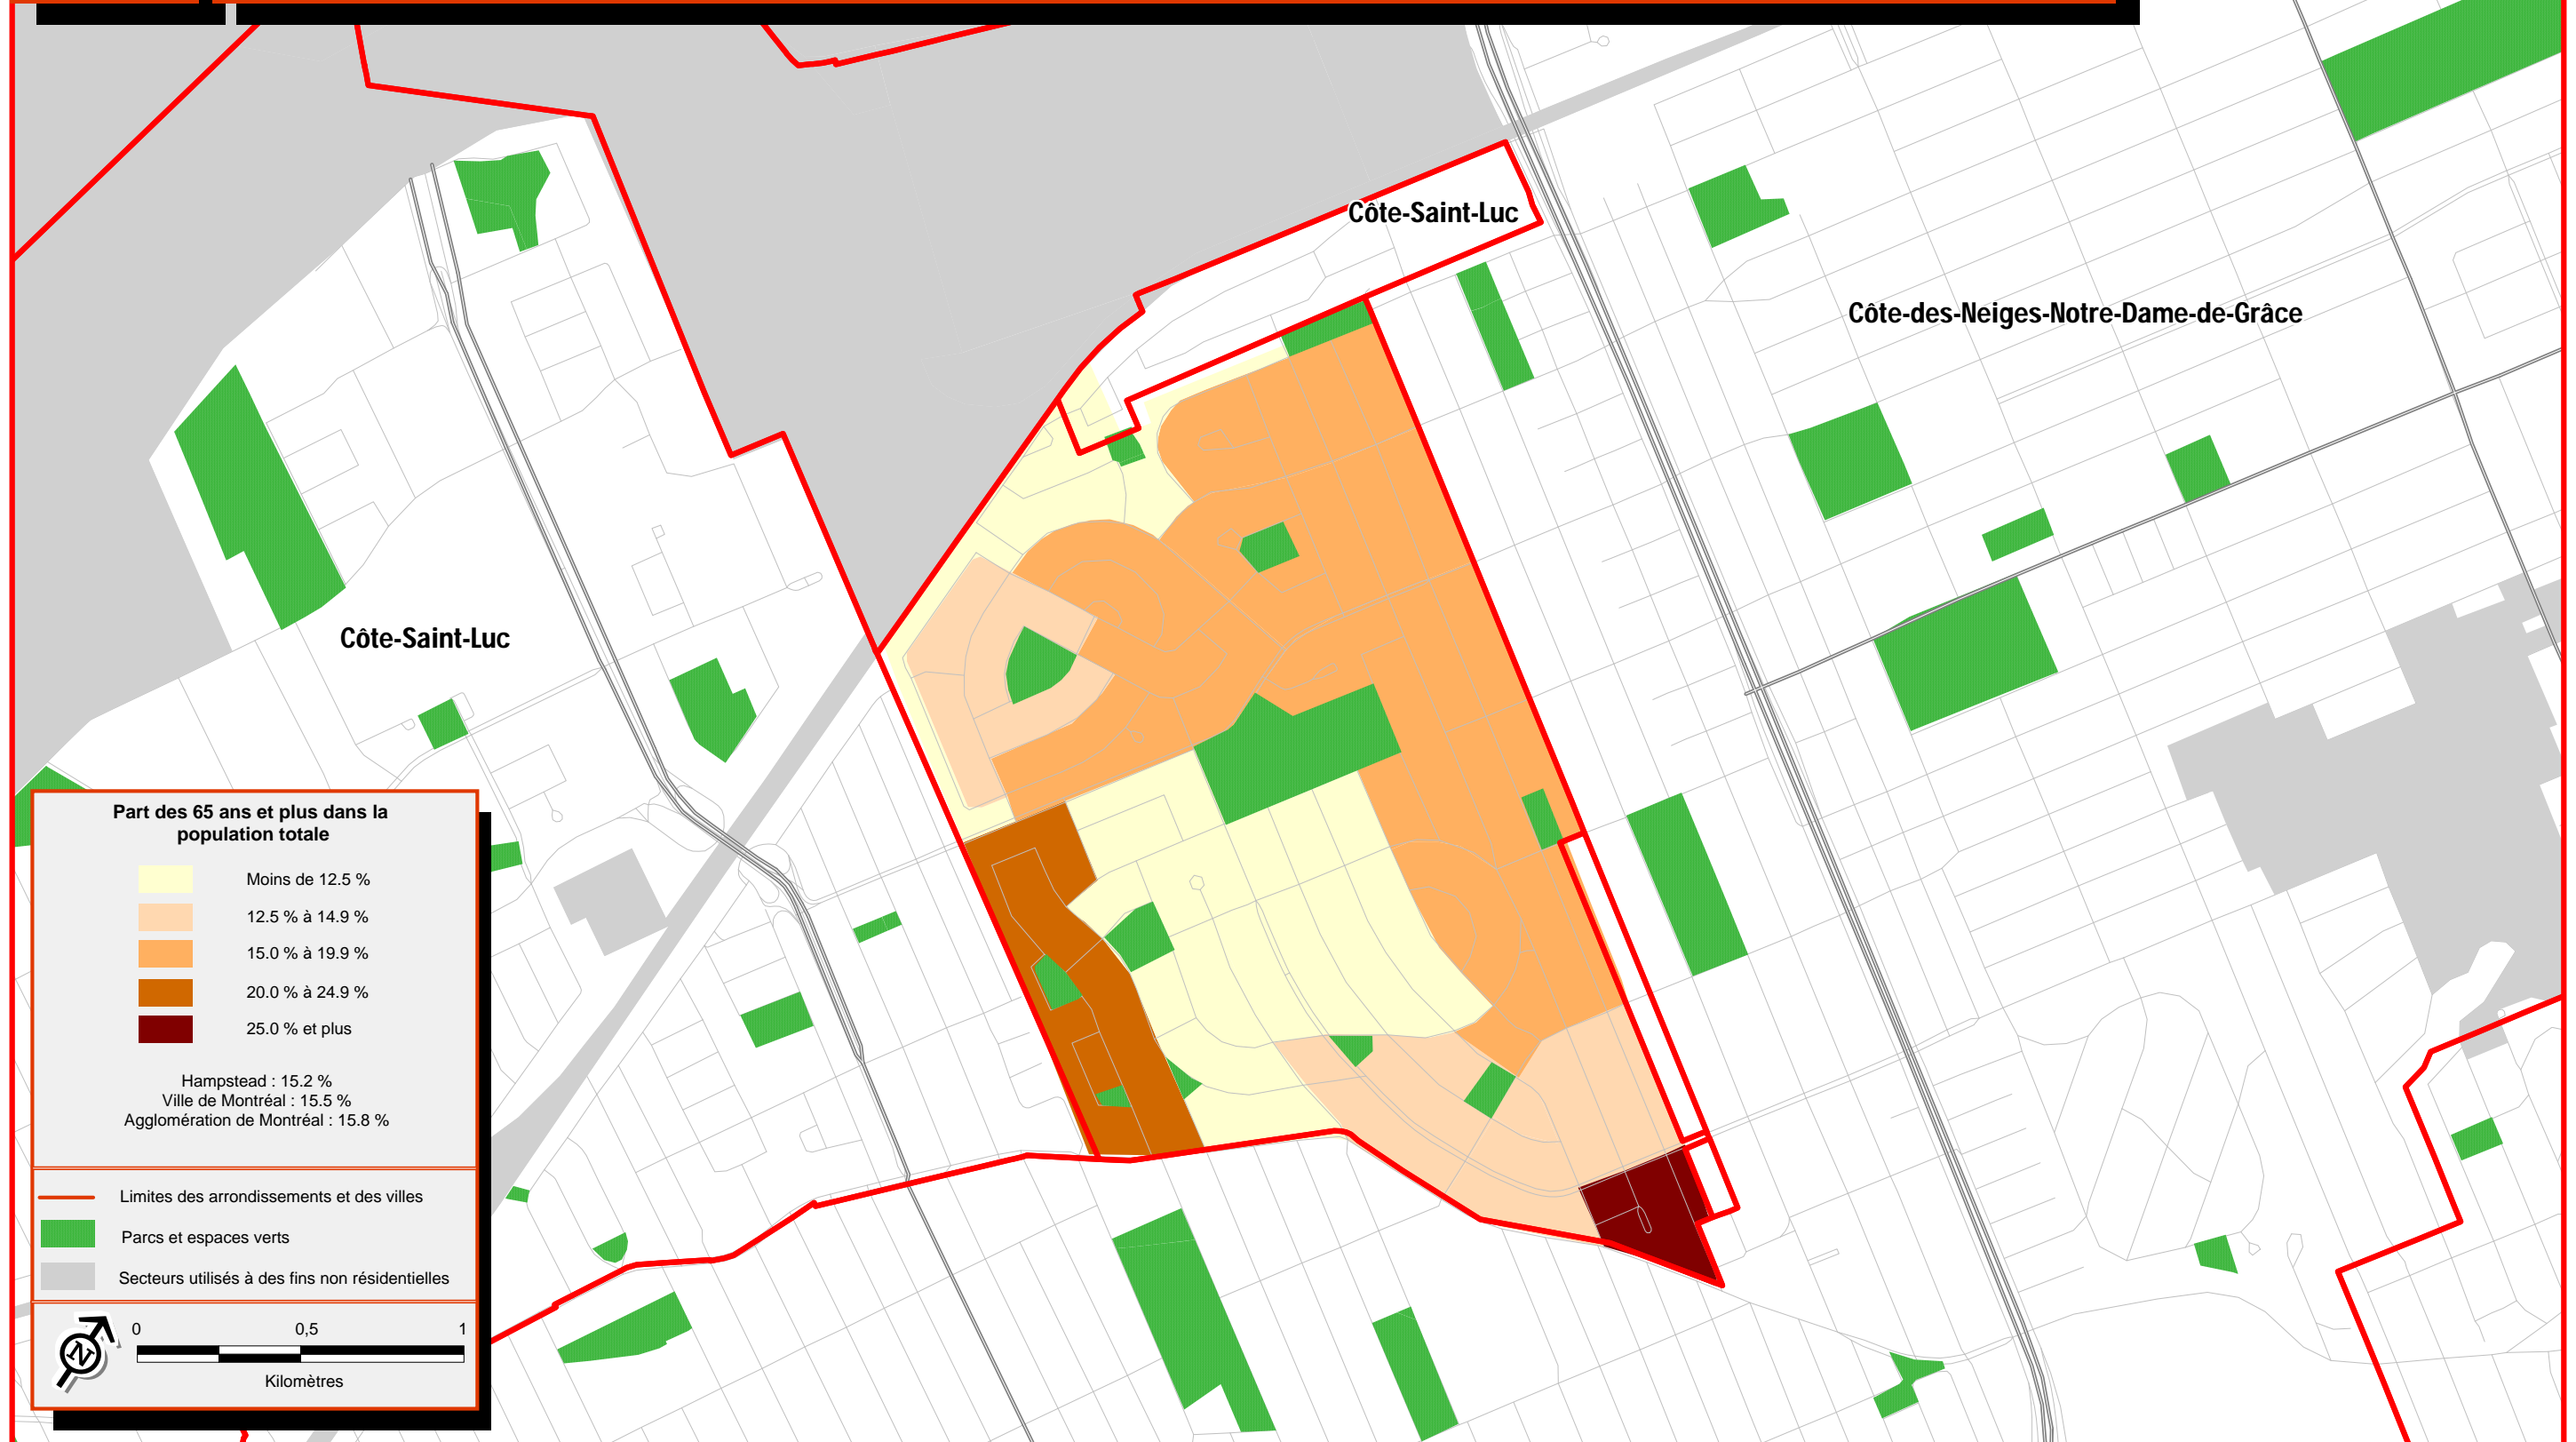 Côte-Saint-Luc
Côte-des-Neiges-Notre-Dame-de-Grâce
Côte-Saint-Luc
Part des 65 ans et plus dans la
population totale
Moins de 12.5 %
12.5 % à 14.9 %
15.0 % à 19.9 %
20.0 % à 24.9 %
25.0 % et plus
Hampstead : 15.2 %
Ville de Montréal : 15.5 %
Agglomération de Montréal : 15.8 %
Limites des arrondissements et des villes
Parcs et espaces verts
Secteurs utilisés à des fins non résidentielles
N
0 0,5 1
Kilomètres